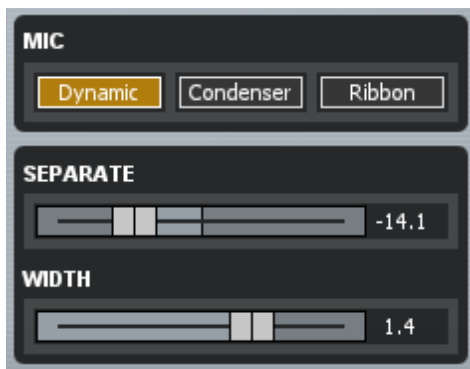 MIC
Dynamic Condenser Ribbon
SEPARATE
-14.1
WIDTH
1.4